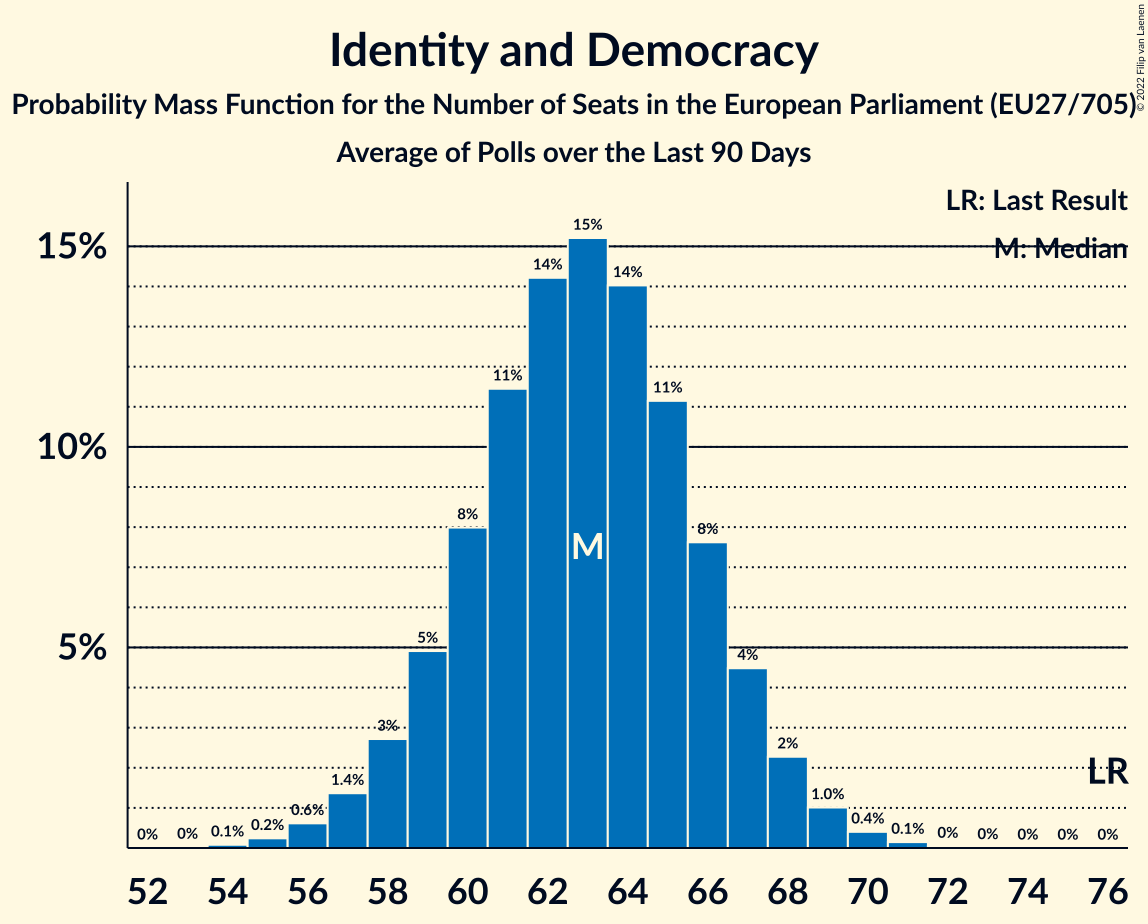 Identity and Democracy
Probability Mass Function for the Number of Seats in the European Parliament (EU27/705)
Average of Polls over the Last 90 Days
© 2022 Filip van Laenen
LR: Last Result
M: Median
15%
10%
5%
0% 0% 0.1% 0.2% 0.6% 1.4% 3% 5% 8% 11% 14% 15% 14% 11% 8% 4% 2% 1.0% 0.4% 0.1% 0% 0% 0% 0% 0%
M
LR
52 54 56 58 60 62 64 66 68 70 72 74 76